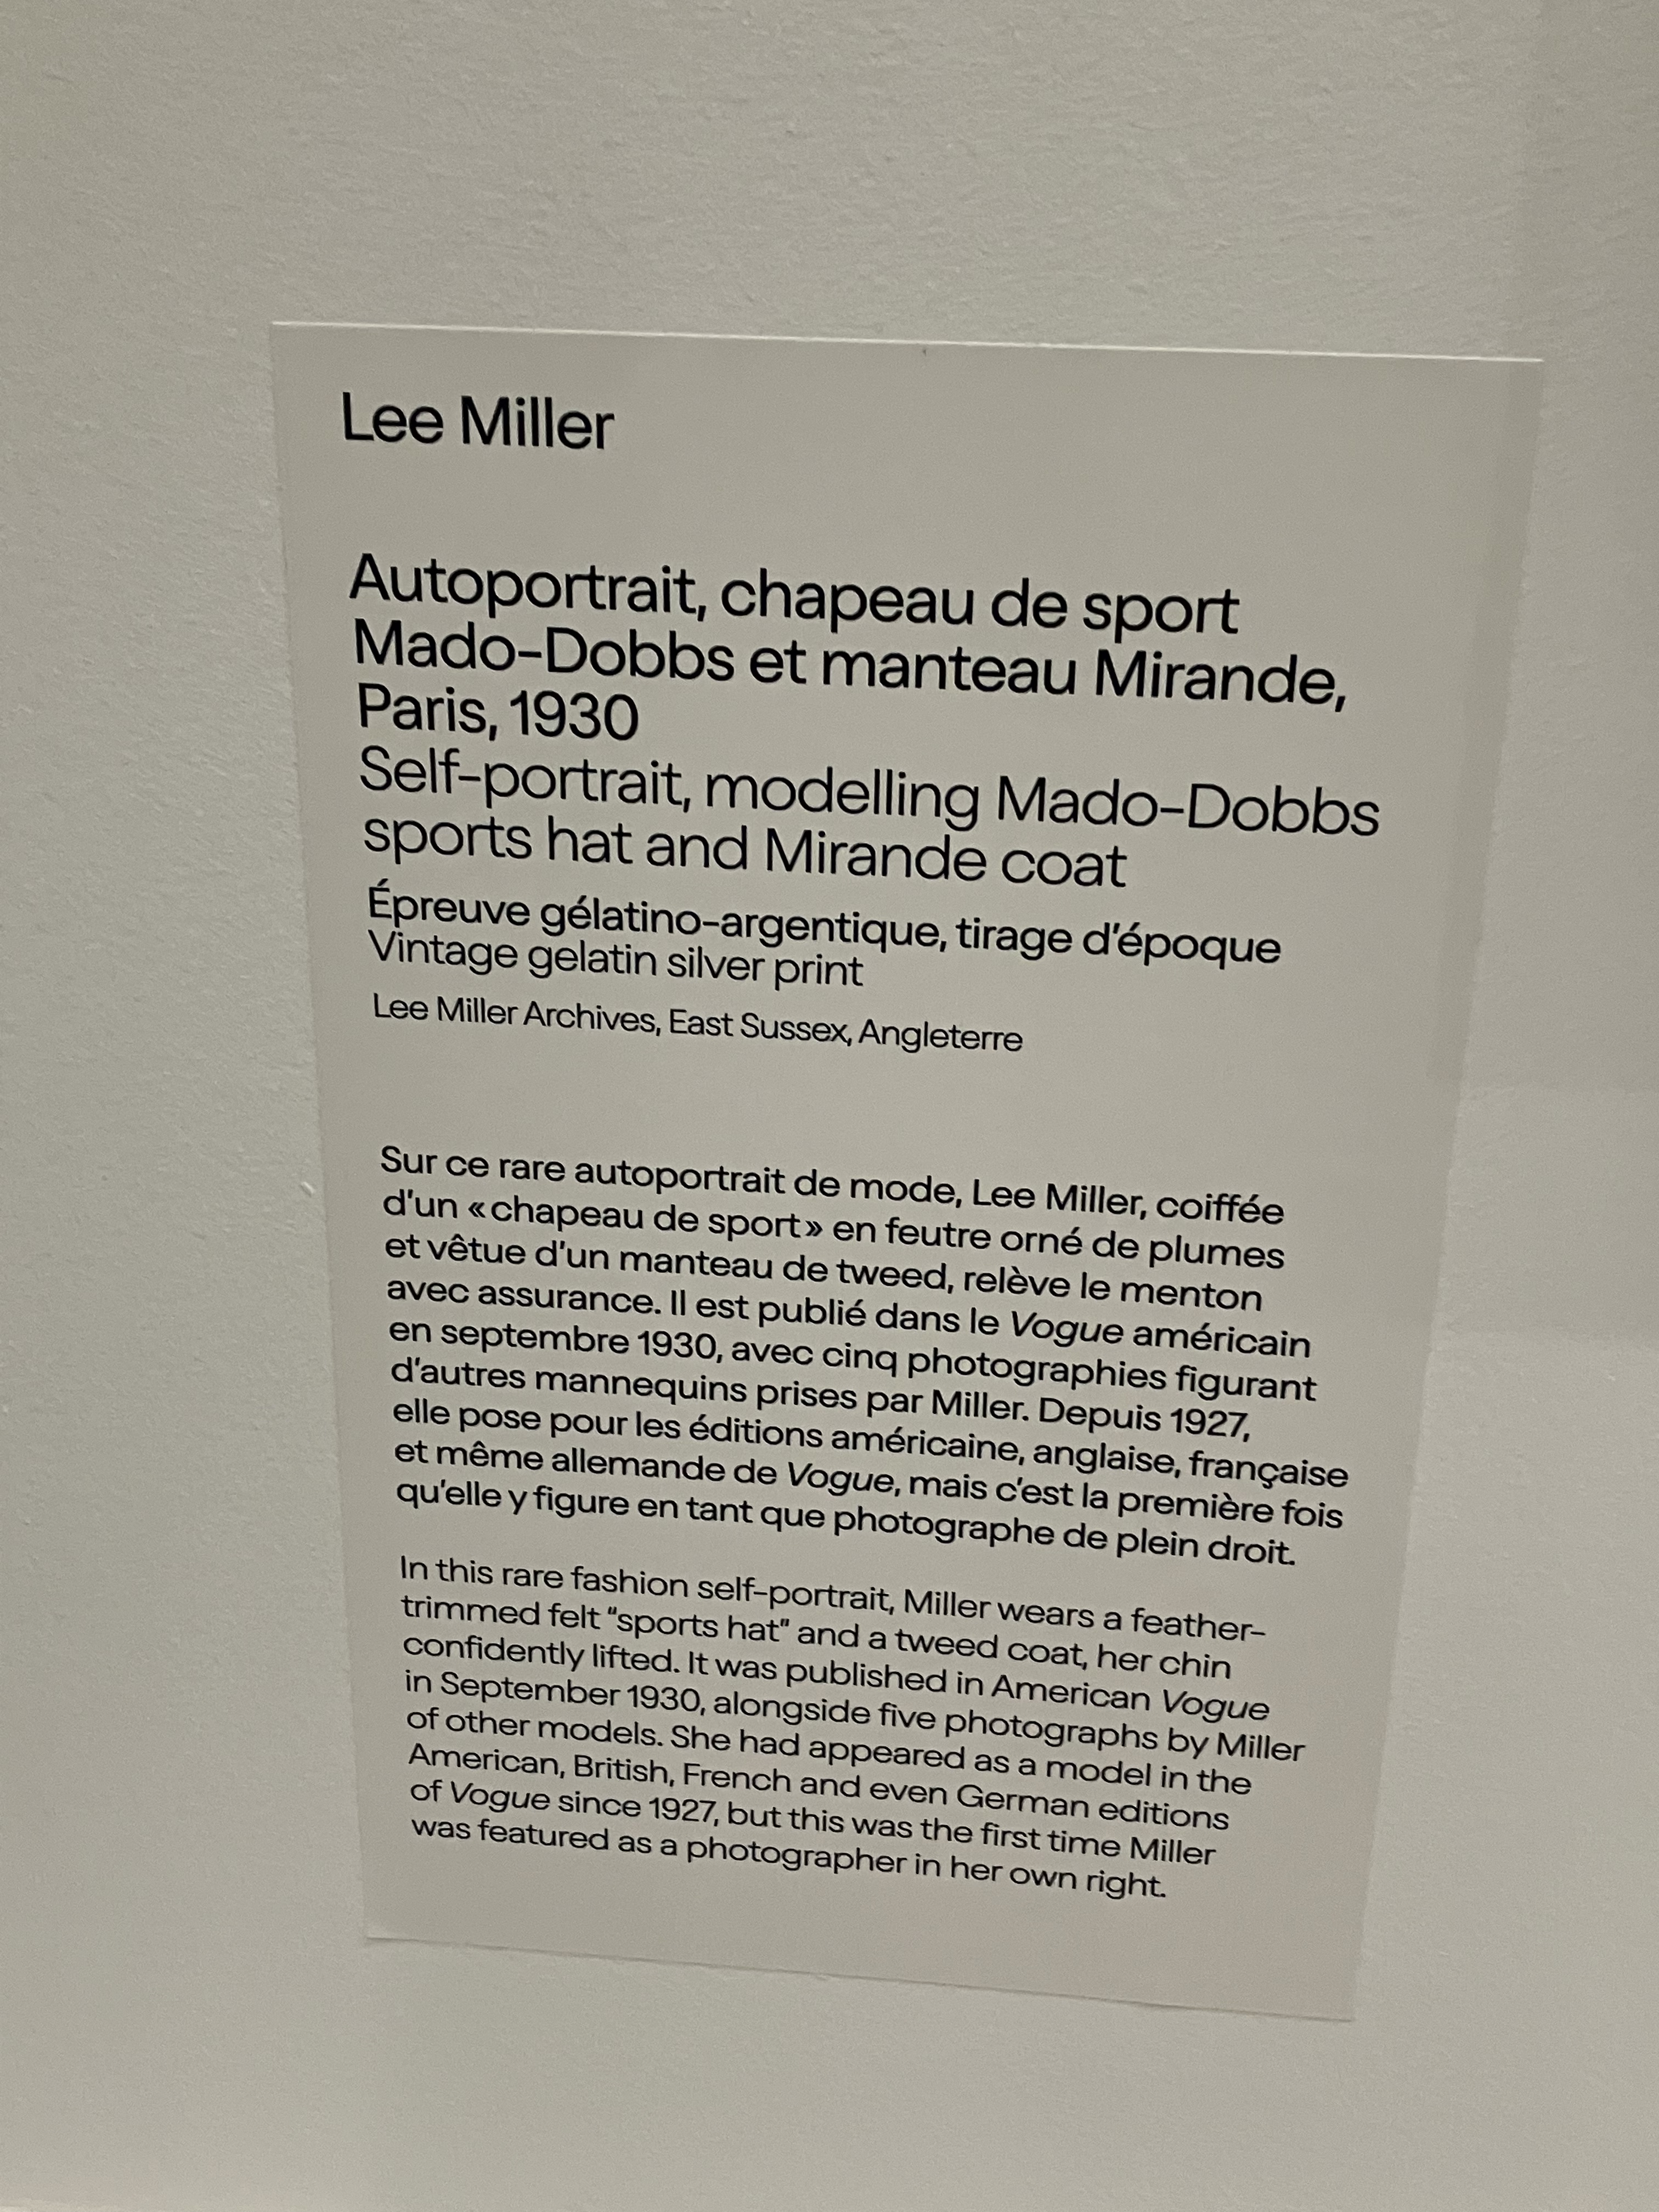 Lee Miller
Autoportrait, chapeau de sport
Mado-Dobbs et manteau Mirande,
Paris, 1930
Self-portrait, modelling Mado-Dobbs
sports hat and Mirande coat
Épreuve gélatino-argentique, tirage d'époque
Vintage gelatin silver print
Lee Miller Archives, East Sussex, Angleterre
Sur ce rare autoportrait de mode, Lee Miller, coiffée
d'un « chapeau de sport » en feutre orné de plumes
et vêtue d'un manteau de tweed, relève le menton
avec assurance. Il est publié dans le Vogue américain
en septembre 1930, avec cinq photographies figurant
d'autres mannequins prises par Miller. Depuis 1927,
elle pose pour les éditions américaine, anglaise, française
et même allemande de Vogue, mais c'est la première fois
qu'elle y figure en tant que photographe de plein droit.
In this rare fashion self-portrait, Miller wears a feather-
trimmed felt “sports hat” and a tweed coat, her chin
confidently lifted. It was published in American Vogue
in September 1930, alongside five photographs by Miller
of other models. She had appeared as a model in the
American, British, French and even German editions
of Vogue since 1927, but this was the first time Miller
was featured as a photographer in her own right.